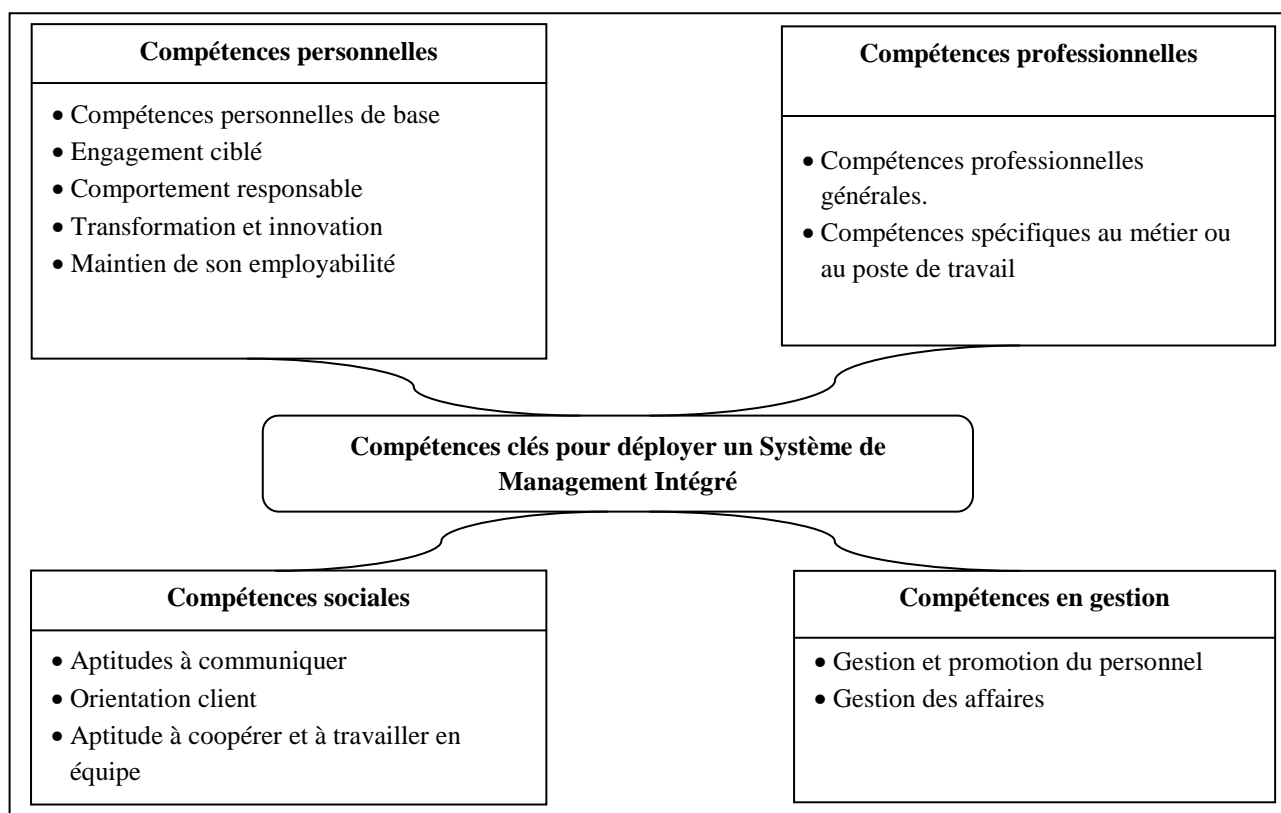 Compétences personnelles
• Compétences personnelles de base
• Engagement ciblé
• Comportement responsable
• Transformation et innovation
• Maintien de son employabilité
Compétences professionnelles
• Compétences professionnelles
générales.
• Compétences spécifiques au métier ou
au poste de travail
Compétences clés pour déployer un Système de
Management Intégré
Compétences sociales
• Aptitudes à communiquer
• Orientation client
• Aptitude à coopérer et à travailler en
équipe
Compétences en gestion
• Gestion et promotion du personnel
• Gestion des affaires